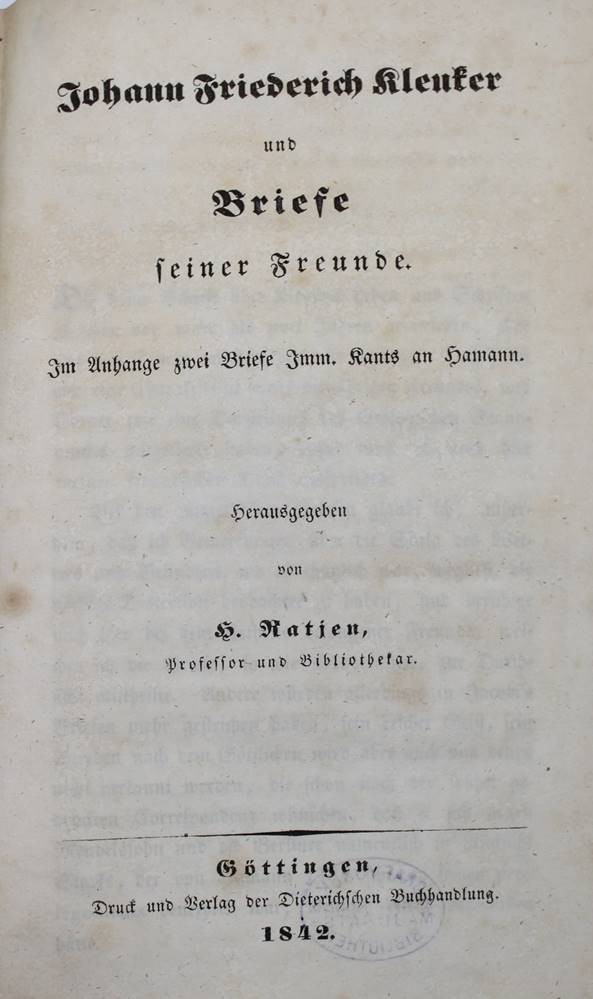 Johann Friederich Kleuker
und
Briefe
seiner Freunde.
Im Anhange zwei Briefe Imm. Kants an Hamann.
Herausgegeben
von
H. Ratjen,
Professor und Bibliothekar.
Göttingen,
Druck und Verlag der Dieterichschen Buchhandlung.
1842.